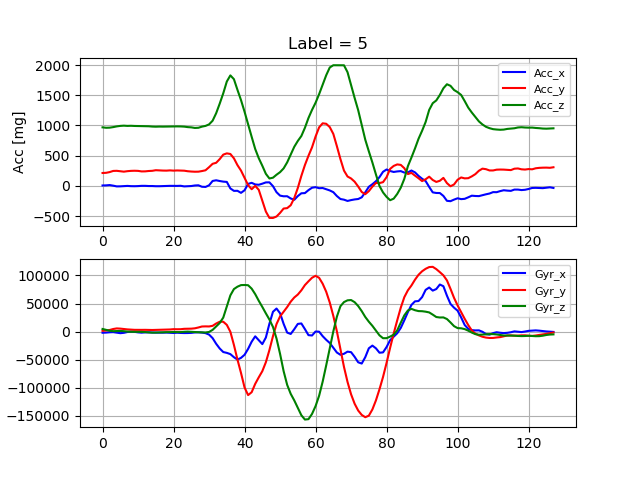 Label = 5
Acc [mg]
2000
1500
1000
500
0
−500
Acc_x
Acc_y
Acc_z
0 20 40 60 80 100 120
100000
50000
0
−50000
−100000
−150000
Gyr_x
Gyr_y
Gyr_z
0 20 40 60 80 100 120